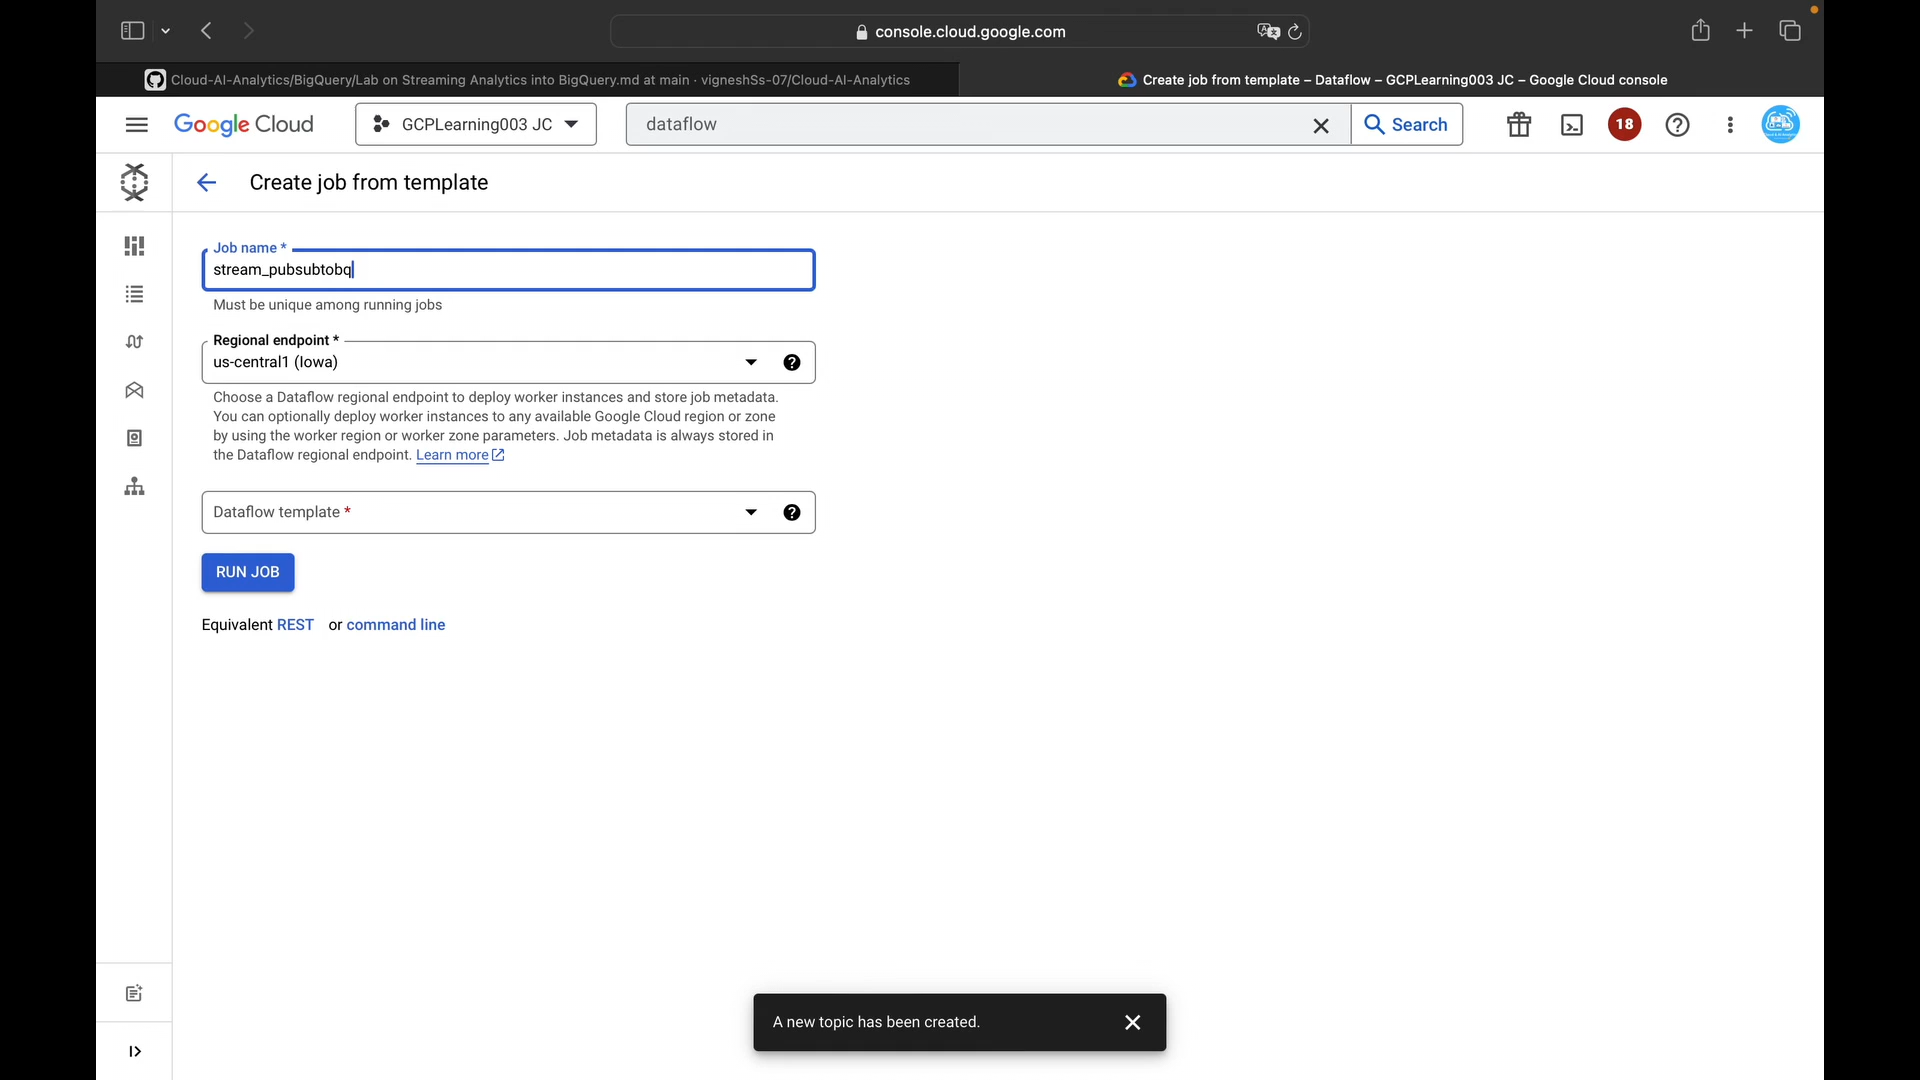 console.cloud.google.com
Cloud-AI-Analytics/BigQuery/Lab on Streaming Analytics into BigQuery.md at main · vigneshSs-07/Cloud-AI-Analytics
Create job from template – Dataflow – GCPLearning003 JC – Google Cloud console
Google Cloud
GCPLearning003 JC
dataflow
Search
18
Create job from template
Job name *
stream_pubsubtobq
Must be unique among running jobs
Regional endpoint *
us-central1 (Iowa)
Choose a Dataflow regional endpoint to deploy worker instances and store job metadata.
You can optionally deploy worker instances to any available Google Cloud region or zone
by using the worker region or worker zone parameters. Job metadata is always stored in
the Dataflow regional endpoint. Learn more
Dataflow template *
RUN JOB
Equivalent REST or command line
A new topic has been created.